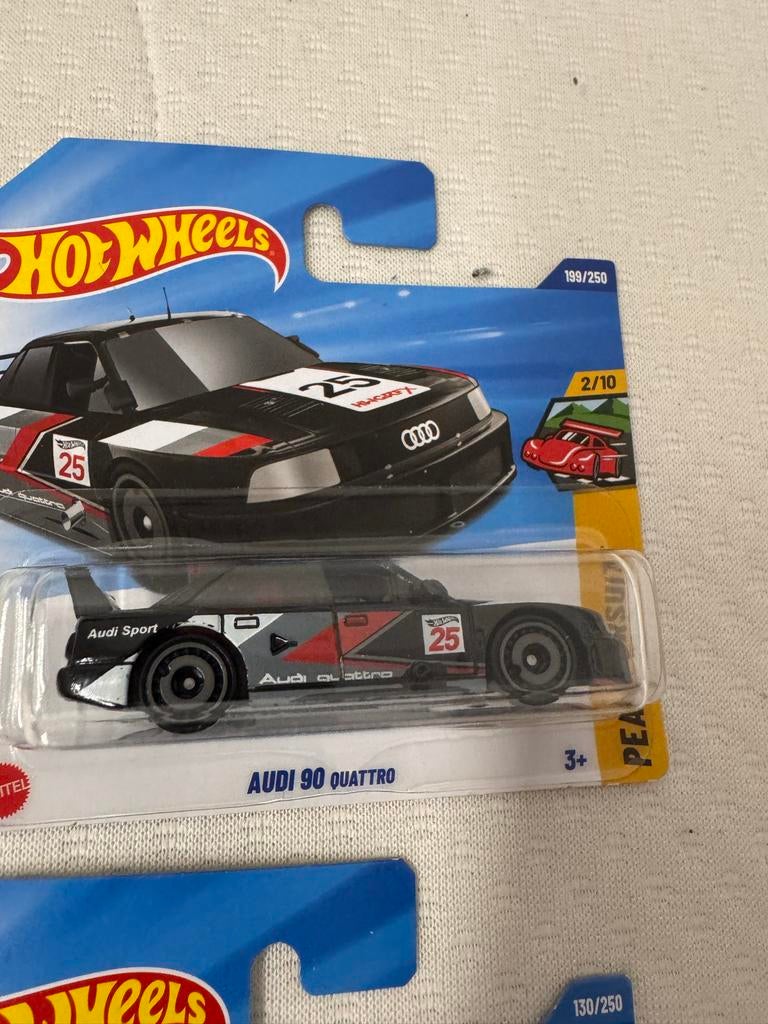 HOT WHEELS
199/250
2/10
25
25
Audi Sport
25
Audi quattro
AUDI 90 QUATTRO
3+
PEA
WHEELS
130/250